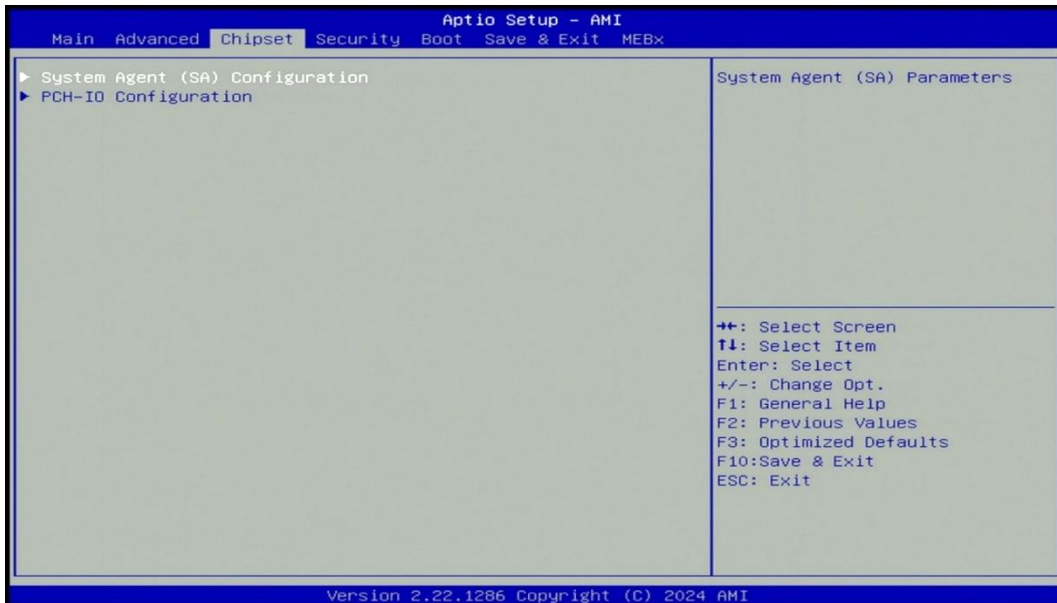 Aptio Setup - AMI
Main Advanced Chipset Security Boot Save & Exit MEBx
► System Agent (SA) Configuration
► PCH-IO Configuration
System Agent (SA) Parameters
→←: Select Screen
↑↓: Select Item
Enter: Select
+/-: Change Opt.
F1: General Help
F2: Previous Values
F3: Optimized Defaults
F10:Save & Exit
ESC: Exit
Version 2.22.1286 Copyright (C) 2024 AMI